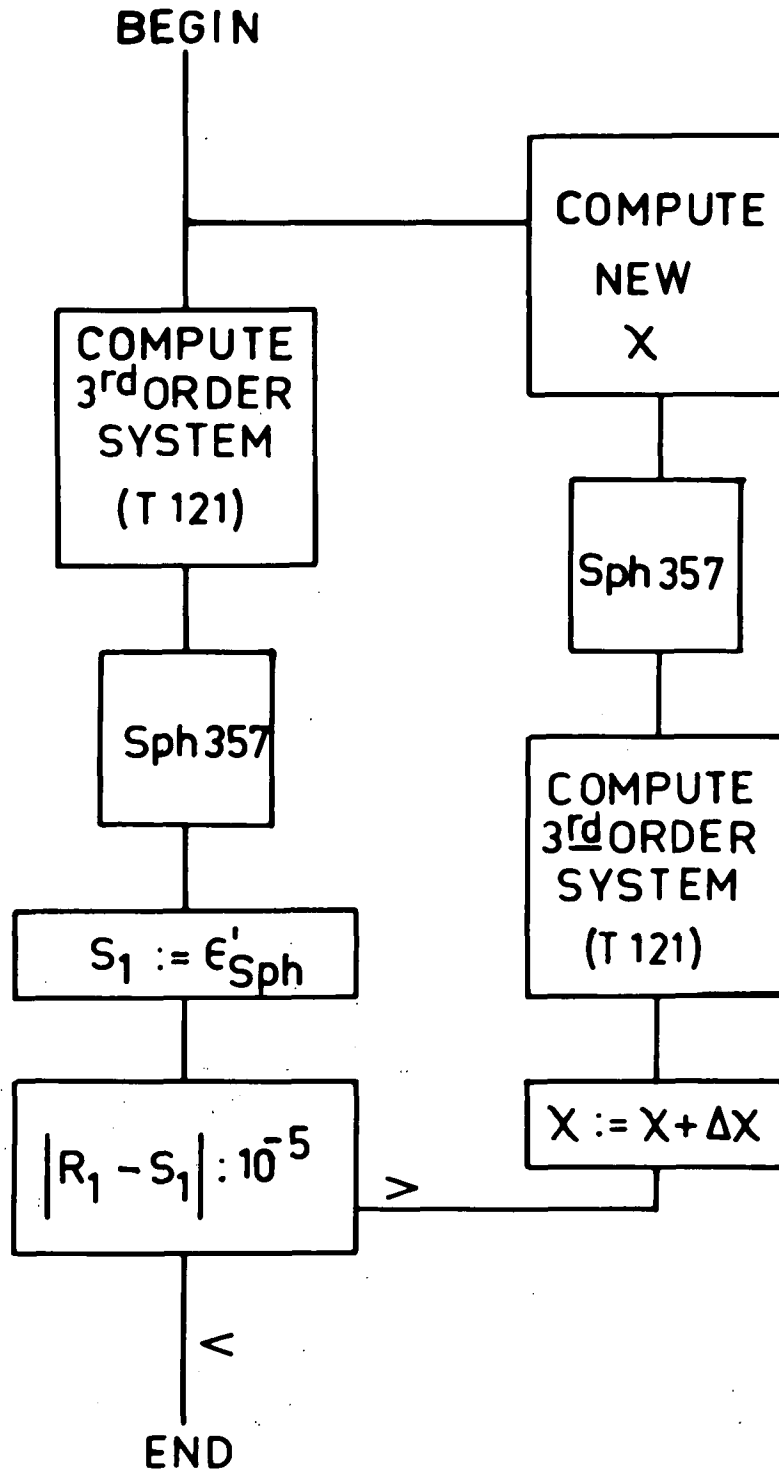 BEGIN
COMPUTE
3rd ORDER
SYSTEM
(T 121)
Sph 357
S₁ := ϵ'Sph
|R₁ – S₁| : 10⁻⁵
>
<
END
COMPUTE
NEW
χ
Sph 357
COMPUTE
3rd ORDER
SYSTEM
(T 121)
χ := χ + Δχ